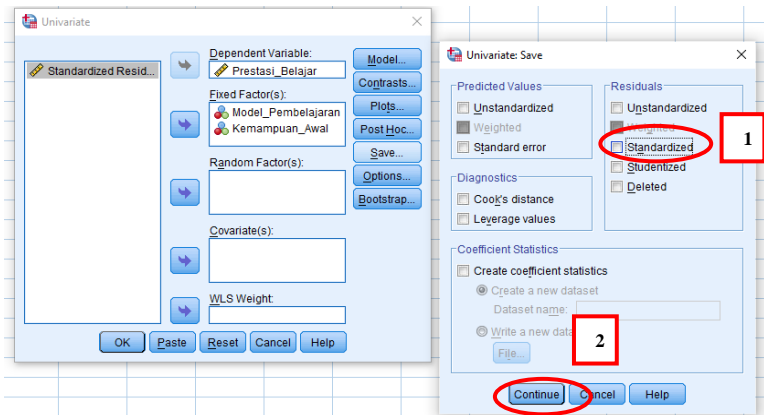 Univariate
Standardized Resid...
Dependent Variable:
Prestasi_Belajar
Fixed Factor(s):
Model_Pembelajaran
Kemampuan_Awal
Random Factor(s):
Covariate(s):
WLS Weight:
Model...
Contrasts...
Plots...
Post Hoc...
Save...
Options...
Bootstrap...
OK Paste Reset Cancel Help
Univariate: Save
Predicted Values
Unstandardized
Weighted
Standard error
Diagnostics
Cook's distance
Leverage values
Residuals
Unstandardized
Weighted
Standardized
Studentized
Deleted
1
Coefficient Statistics
Create coefficient statistics
Create a new dataset
Dataset name:
Write a new data
File...
2
Continue Cancel Help